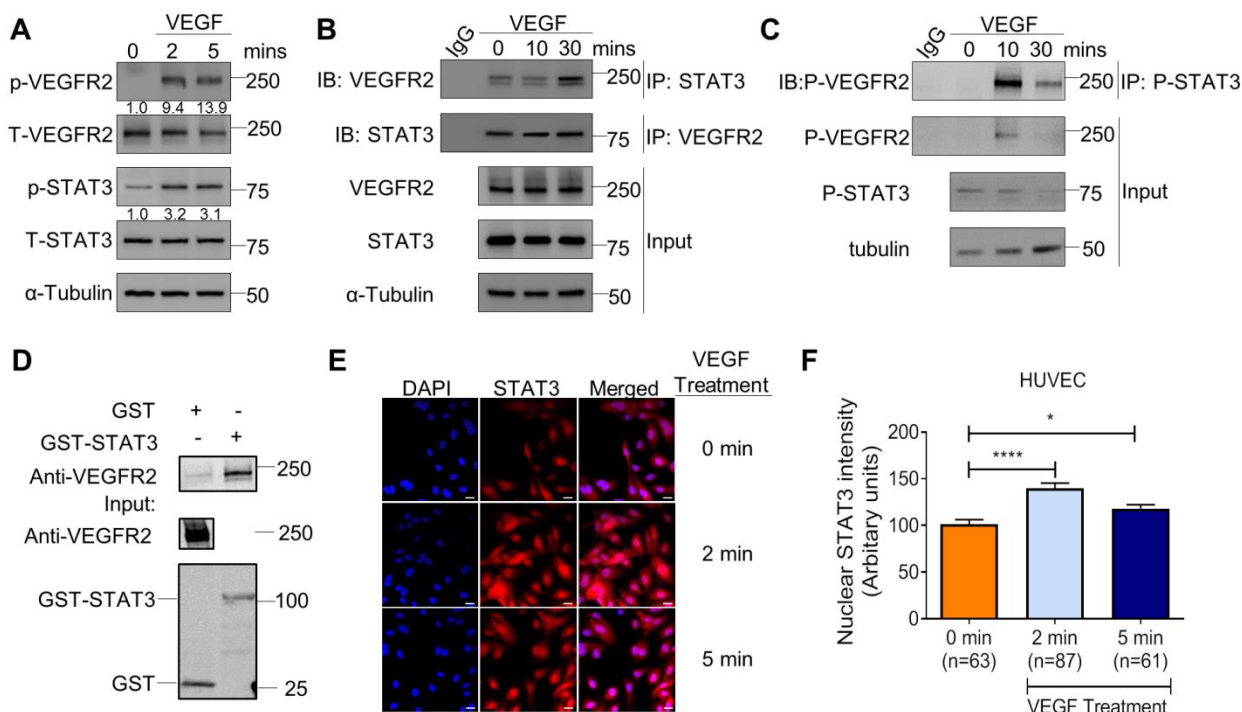 A
VEGF
0 2 5 mins
p-VEGFR2 250
1.0 9.4 13.9
T-VEGFR2 250
p-STAT3 75
1.0 3.2 3.1
T-STAT3 75
α-Tubulin 50
B
VEGF
IgG 0 10 30 mins
IB: VEGFR2 250 IP: STAT3
IB: STAT3 75 IP: VEGFR2
VEGFR2 250
STAT3 75 Input
α-Tubulin 50
C
VEGF
IgG 0 10 30 mins
IB:P-VEGFR2 250 IP: P-STAT3
P-VEGFR2 250
P-STAT3 75 Input
tubulin 50
D
GST + -
GST-STAT3 - +
Anti-VEGFR2 250
Input:
Anti-VEGFR2 250
GST-STAT3 100
GST 25
E
VEGF
DAPI STAT3 Merged Treatment
0 min
2 min
5 min
F
HUVEC
Nuclear STAT3 intensity
(Arbitary units)
200
150
100
50
0
*
****
0 min 2 min 5 min
(n=63) (n=87) (n=61)
VEGF Treatment